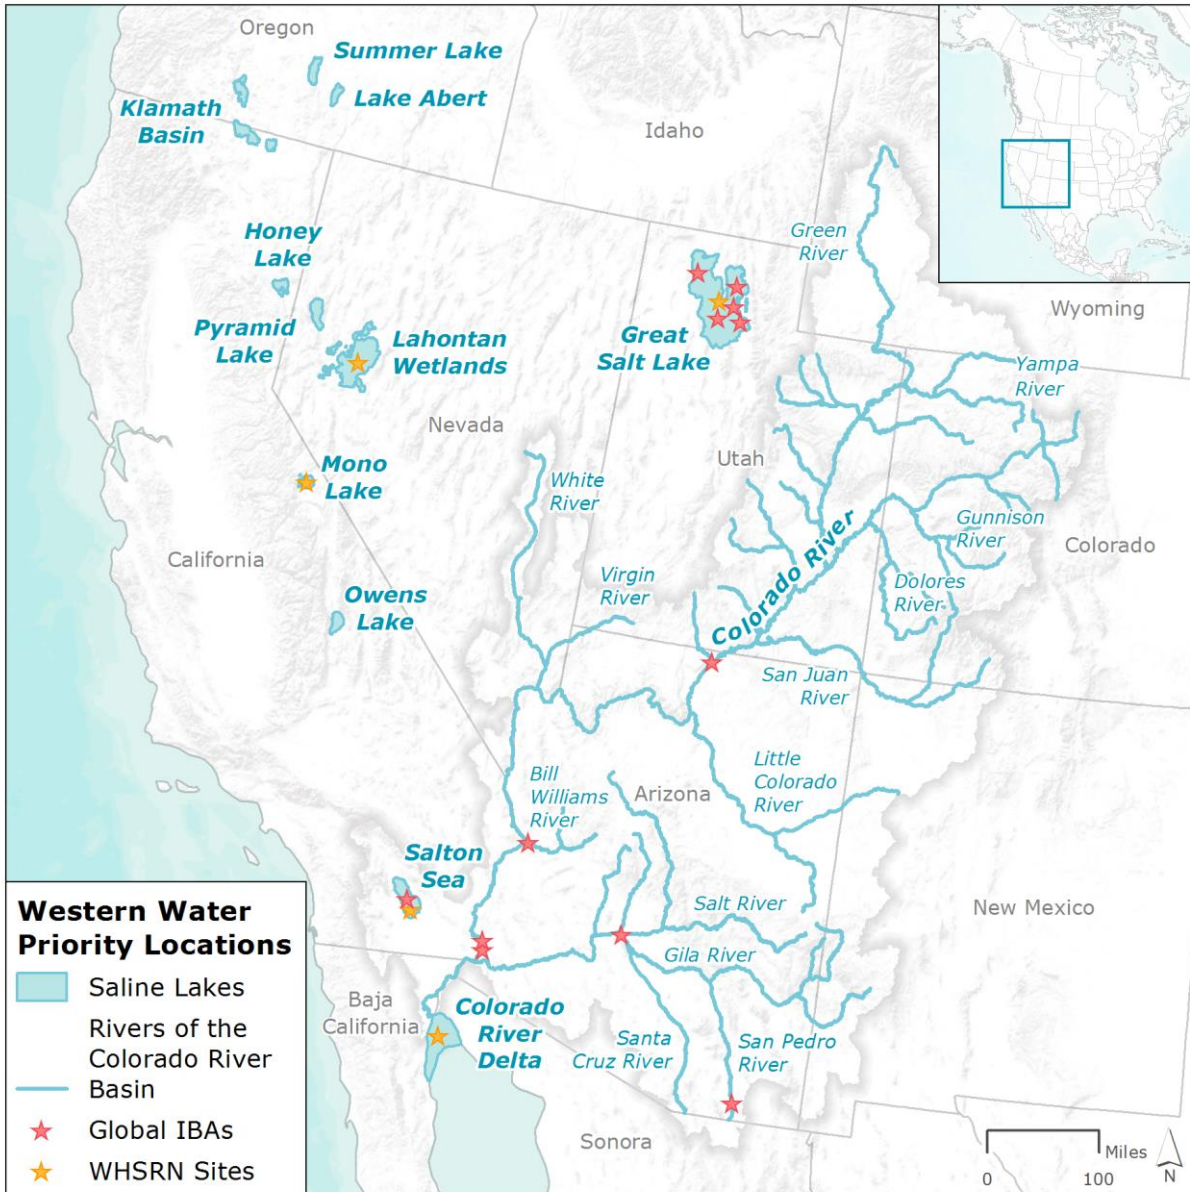 Oregon
Summer Lake
Lake Abert
Klamath
Basin
Idaho
Honey
Lake
Green
River
Wyoming
Pyramid
Lake
Lahontan
Wetlands
Great
Salt Lake
Yampa
River
Nevada
Utah
Mono
Lake
White
River
Gunnison
River
Colorado
California
Colorado River
Virgin
River
Dolores
River
Owens
Lake
San Juan
River
Little
Colorado
River
Bill
Williams
River
Arizona
Salton
Sea
Salt River
New Mexico
Gila River
Baja
California
Colorado
River
Delta
Santa
Cruz River
San Pedro
River
Sonora
Western Water
Priority Locations
Saline Lakes
Rivers of the
Colorado River
Basin
Global IBAs
WHSRN Sites
Miles
0
100
N